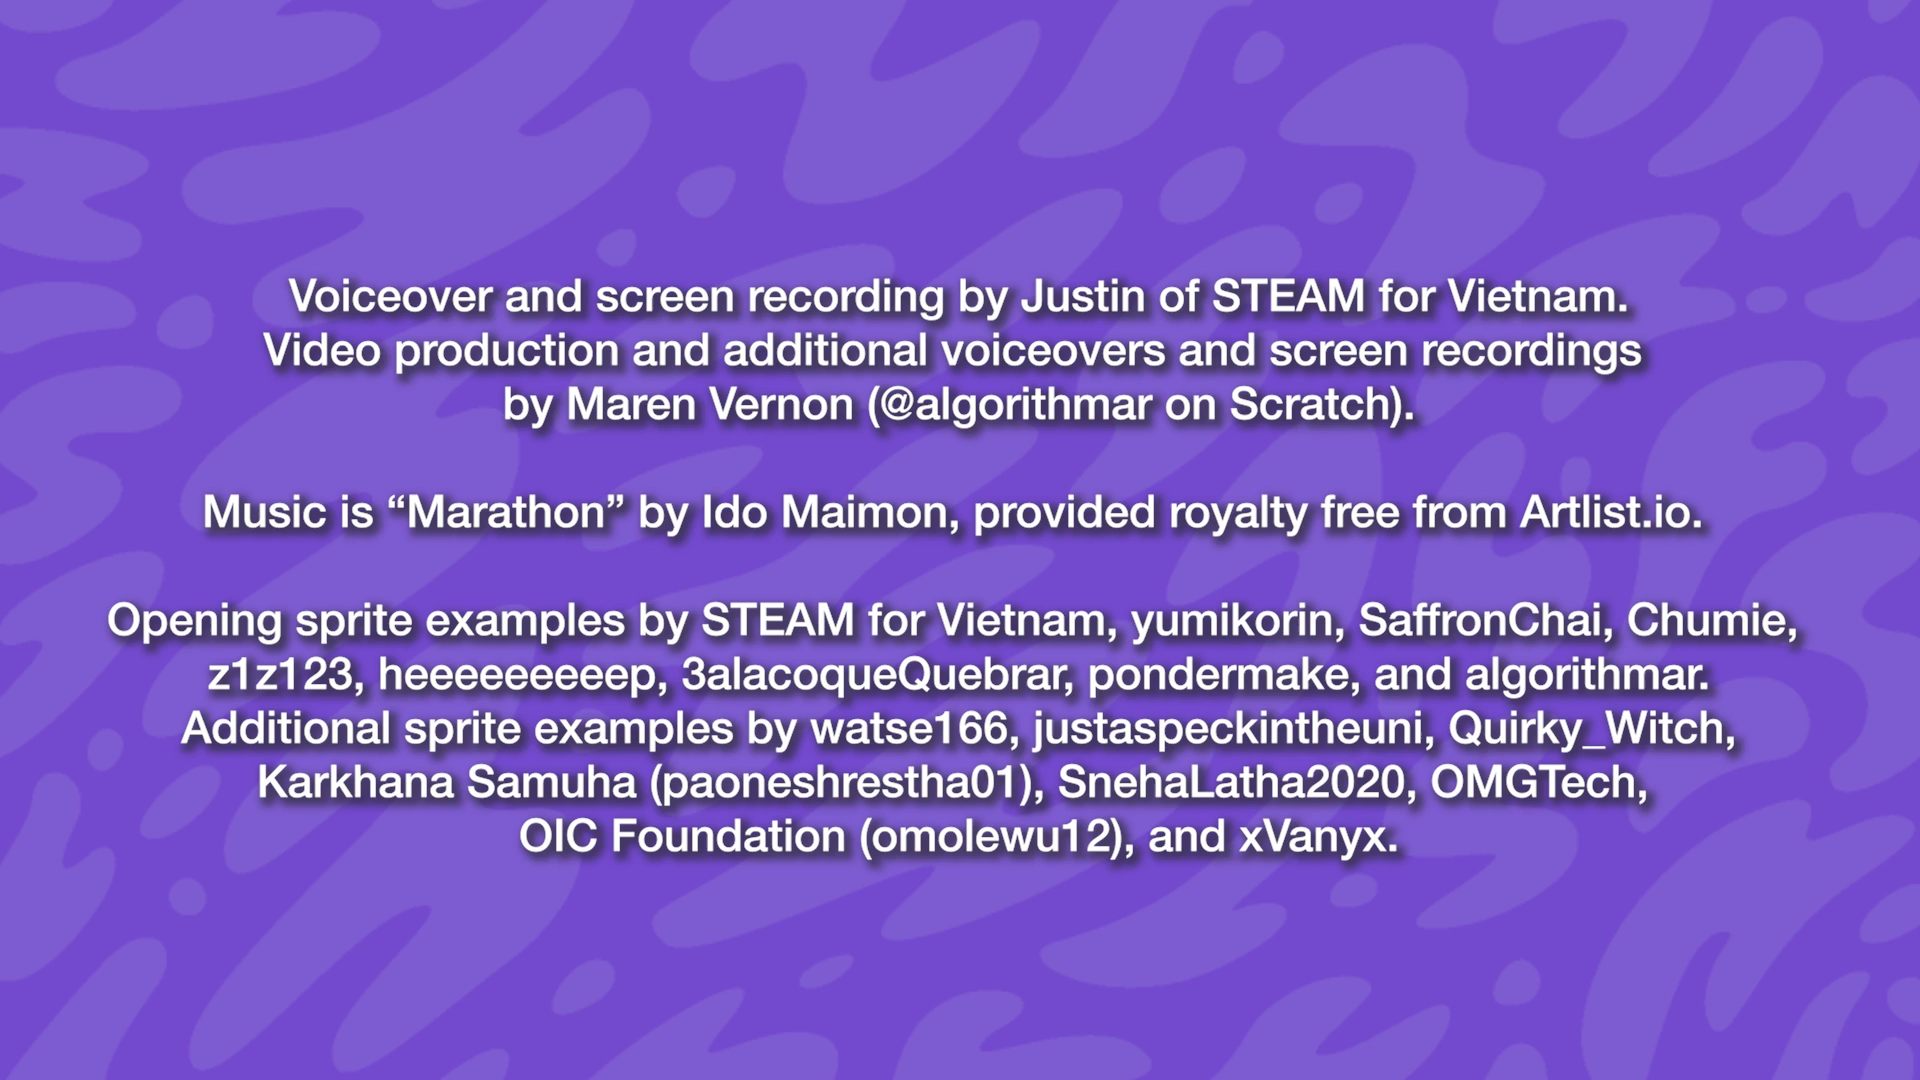 Voiceover and screen recording by Justin of STEAM for Vietnam.
Video production and additional voiceovers and screen recordings
by Maren Vernon (@algorithmar on Scratch).
Music is “Marathon” by Ido Maimon, provided royalty free from Artlist.io.
Opening sprite examples by STEAM for Vietnam, yumikorin, SaffronChai, Chumie,
z1z123, heeeeeeeeep, 3alacoqueQuebrar, pondermake, and algorithmar.
Additional sprite examples by watse166, justaspeckintheuni, Quirky_Witch,
Karkhana Samuha (paoneshrestha01), SnehaLatha2020, OMGTech,
OIC Foundation (omolewu12), and xVanyx.